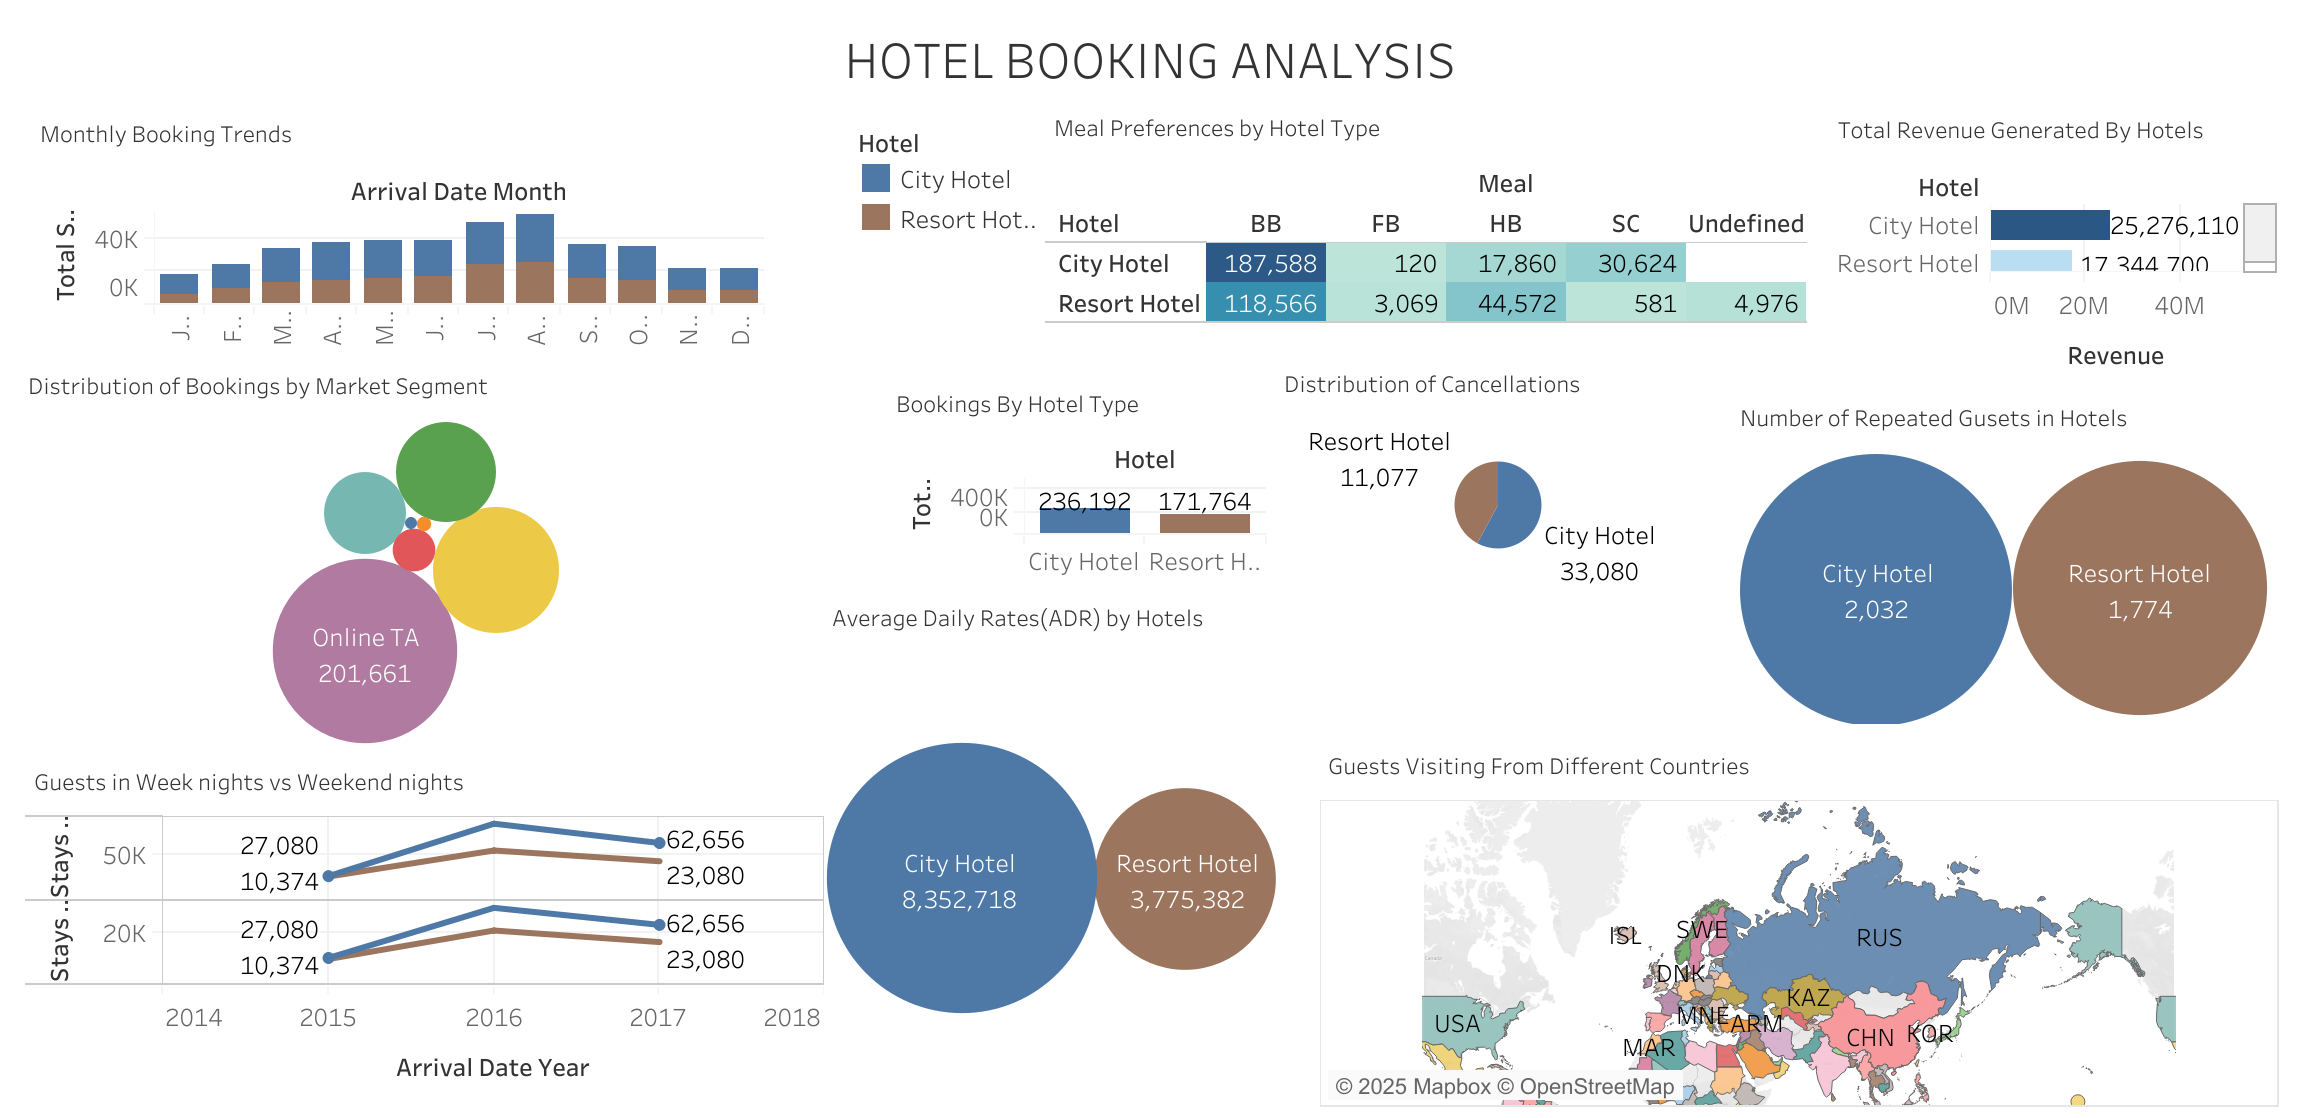 HOTEL BOOKING ANALYSIS
Monthly Booking Trends
Arrival Date Month
Total S..
40K
0K
J..
F..
M..
A..
M..
J..
J..
A..
S..
O..
N..
D..
Hotel
City Hotel
Resort Hot..
Meal Preferences by Hotel Type
Meal
Hotel BB FB HB SC Undefined
City Hotel 187,588 120 17,860 30,624
Resort Hotel 118,566 3,069 44,572 581 4,976
Total Revenue Generated By Hotels
Hotel
City Hotel 25,276,110
Resort Hotel 17,344,700
0M 20M 40M
Revenue
Distribution of Bookings by Market Segment
Online TA
201,661
Bookings By Hotel Type
Hotel
Tot..
400K
0K
236,192 171,764
City Hotel Resort H..
Distribution of Cancellations
Resort Hotel
11,077
City Hotel
33,080
Number of Repeated Gusets in Hotels
City Hotel
2,032
Resort Hotel
1,774
Average Daily Rates(ADR) by Hotels
City Hotel
8,352,718
Resort Hotel
3,775,382
Guests in Week nights vs Weekend nights
Stays ..
50K
27,080
10,374
62,656
23,080
Stays ..
20K
27,080
10,374
62,656
23,080
2014 2015 2016 2017 2018
Arrival Date Year
Guests Visiting From Different Countries
ISL
SWE
RUS
DNK
KAZ
USA
MNE
ARM
CHN
KOR
MAR
© 2025 Mapbox © OpenStreetMap